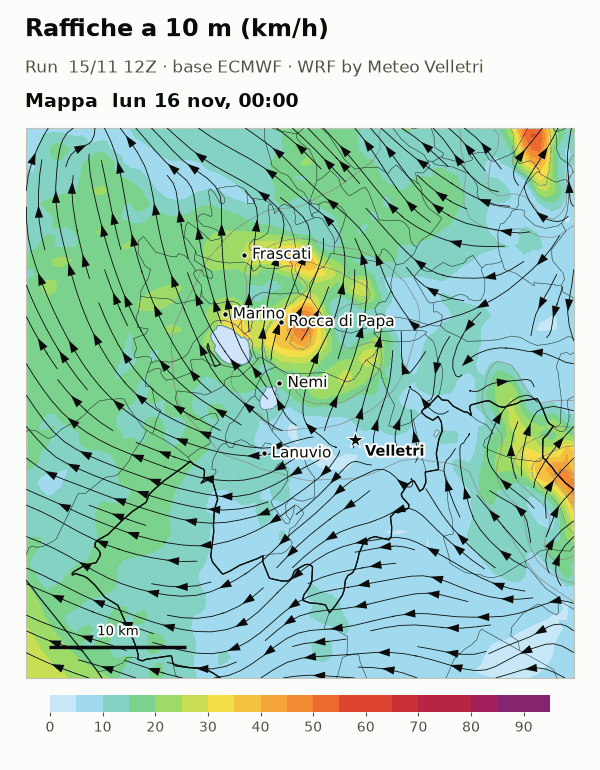 Raffiche a 10 m (km/h)
Run  15/11 12Z · base ECMWF · WRF by Meteo Velletri
Mappa  lun 16 nov, 00:00
Frascati
Marino
Rocca di Papa
Nemi
Velletri
Lanuvio
10 km
0 10 20 30 40 50 60 70 80 90